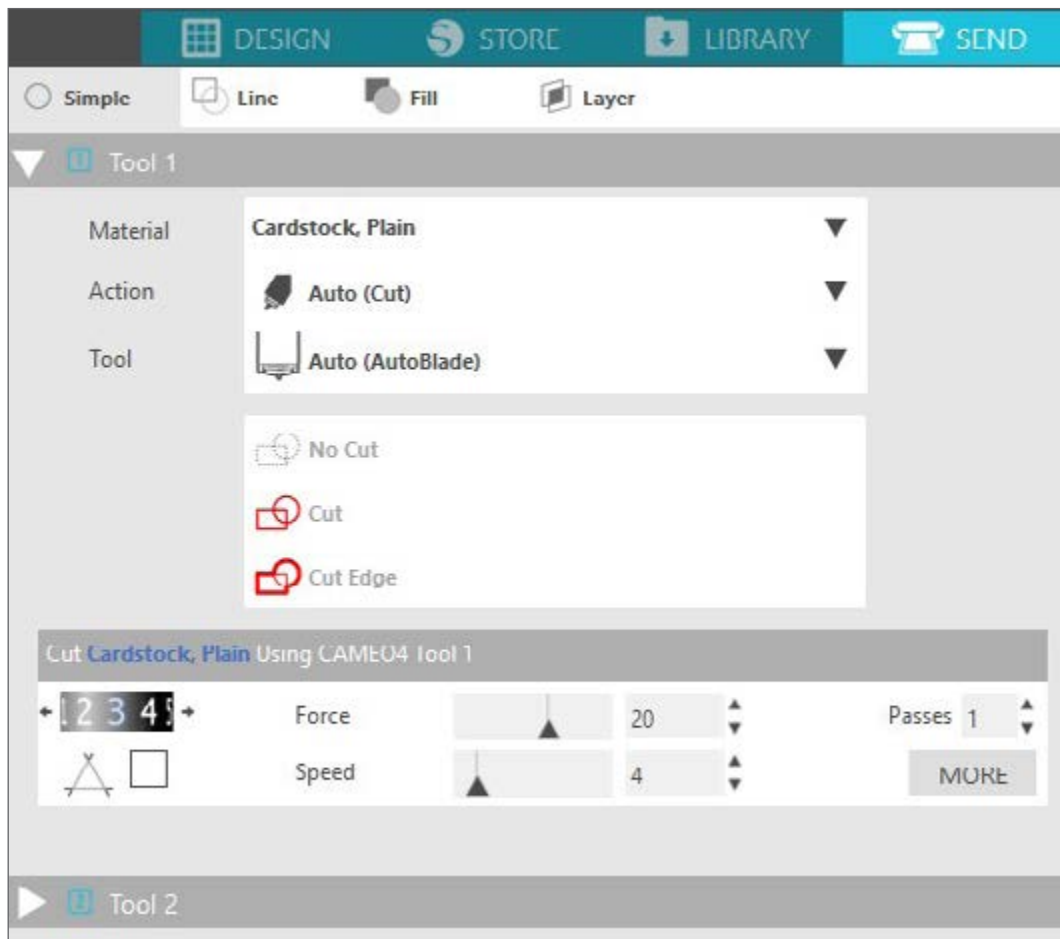 DESIGN STORE LIBRARY SEND
Simple Line Fill Layer
1 Tool 1
Material Cardstock, Plain
Action Auto (Cut)
Tool Auto (AutoBlade)
No Cut
Cut
Cut Edge
Cut Cardstock, Plain Using CAMEO4 Tool 1
2 3 4 Force 20 Passes 1
Speed 4 MORE
2 Tool 2